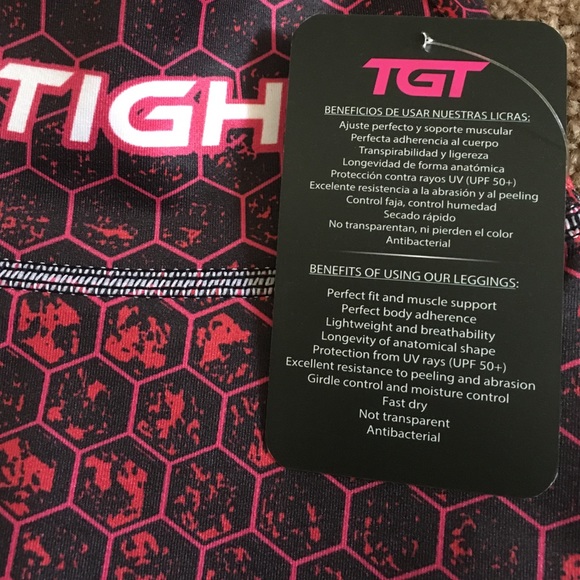 TIGH
TGT
BENEFICIOS DE USAR NUESTRAS LICRAS:
Ajuste perfecto y soporte muscular
Perfecta adherencia al cuerpo
Transpirabilidad y ligereza
Longevidad de forma anatómica
Protección contra rayos UV (UPF 50+)
Excelente resistencia a la abrasión y al peeling
Control faja, control humedad
Secado rápido
No transparentan, ni pierden el color
Antibacterial
BENEFITS OF USING OUR LEGGINGS:
Perfect fit and muscle support
Perfect body adherence
Lightweight and breathability
Longevity of anatomical shape
Protection from UV rays (UPF 50+)
Excellent resistance to peeling and abrasion
Girdle control and moisture control
Fast dry
Not transparent
Antibacterial